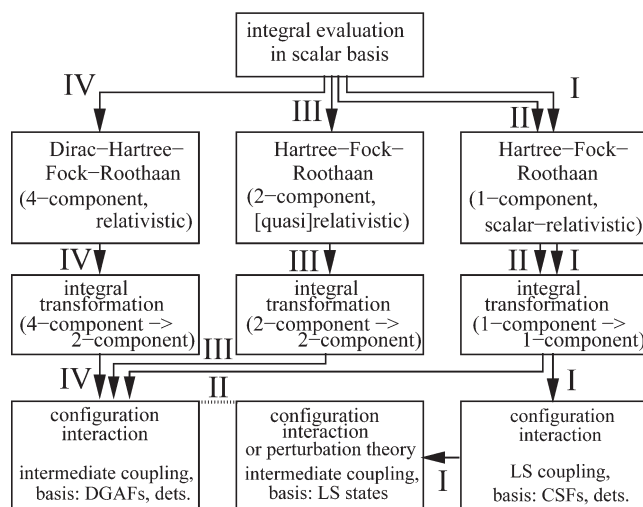 integral evaluation
in scalar basis
IV
III
II
I
Dirac−Hartree−
Fock−Roothaan
(4−component,
relativistic)
Hartree−Fock−
Roothaan
(2−component,
[quasi]relativistic)
Hartree−Fock−
Roothaan
(1−component,
scalar−relativistic)
IV
III
II
I
integral
transformation
(4−component −>
2−component)
integral
transformation
(2−component −>
2−component)
integral
transformation
(1−component −>
1−component)
IV
III
II
I
configuration
interaction
intermediate coupling,
basis: DGAFs, dets.
configuration
interaction
or perturbation theory
intermediate coupling,
basis: LS states
I
configuration
interaction
LS coupling,
basis: CSFs, dets.